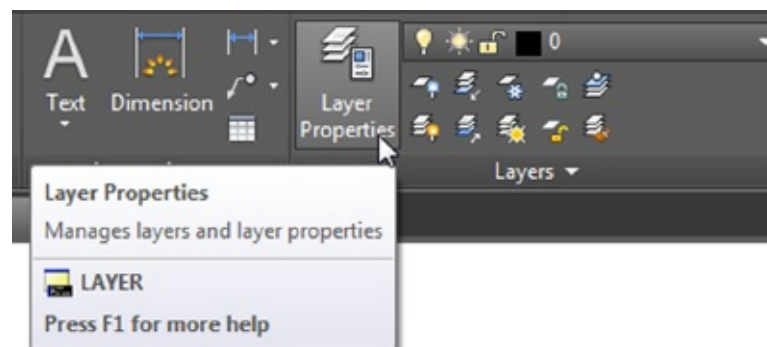 A
Text
Dimension
Layer
Properties
0
Layers
Layer Properties
Manages layers and layer properties
LAYER
Press F1 for more help